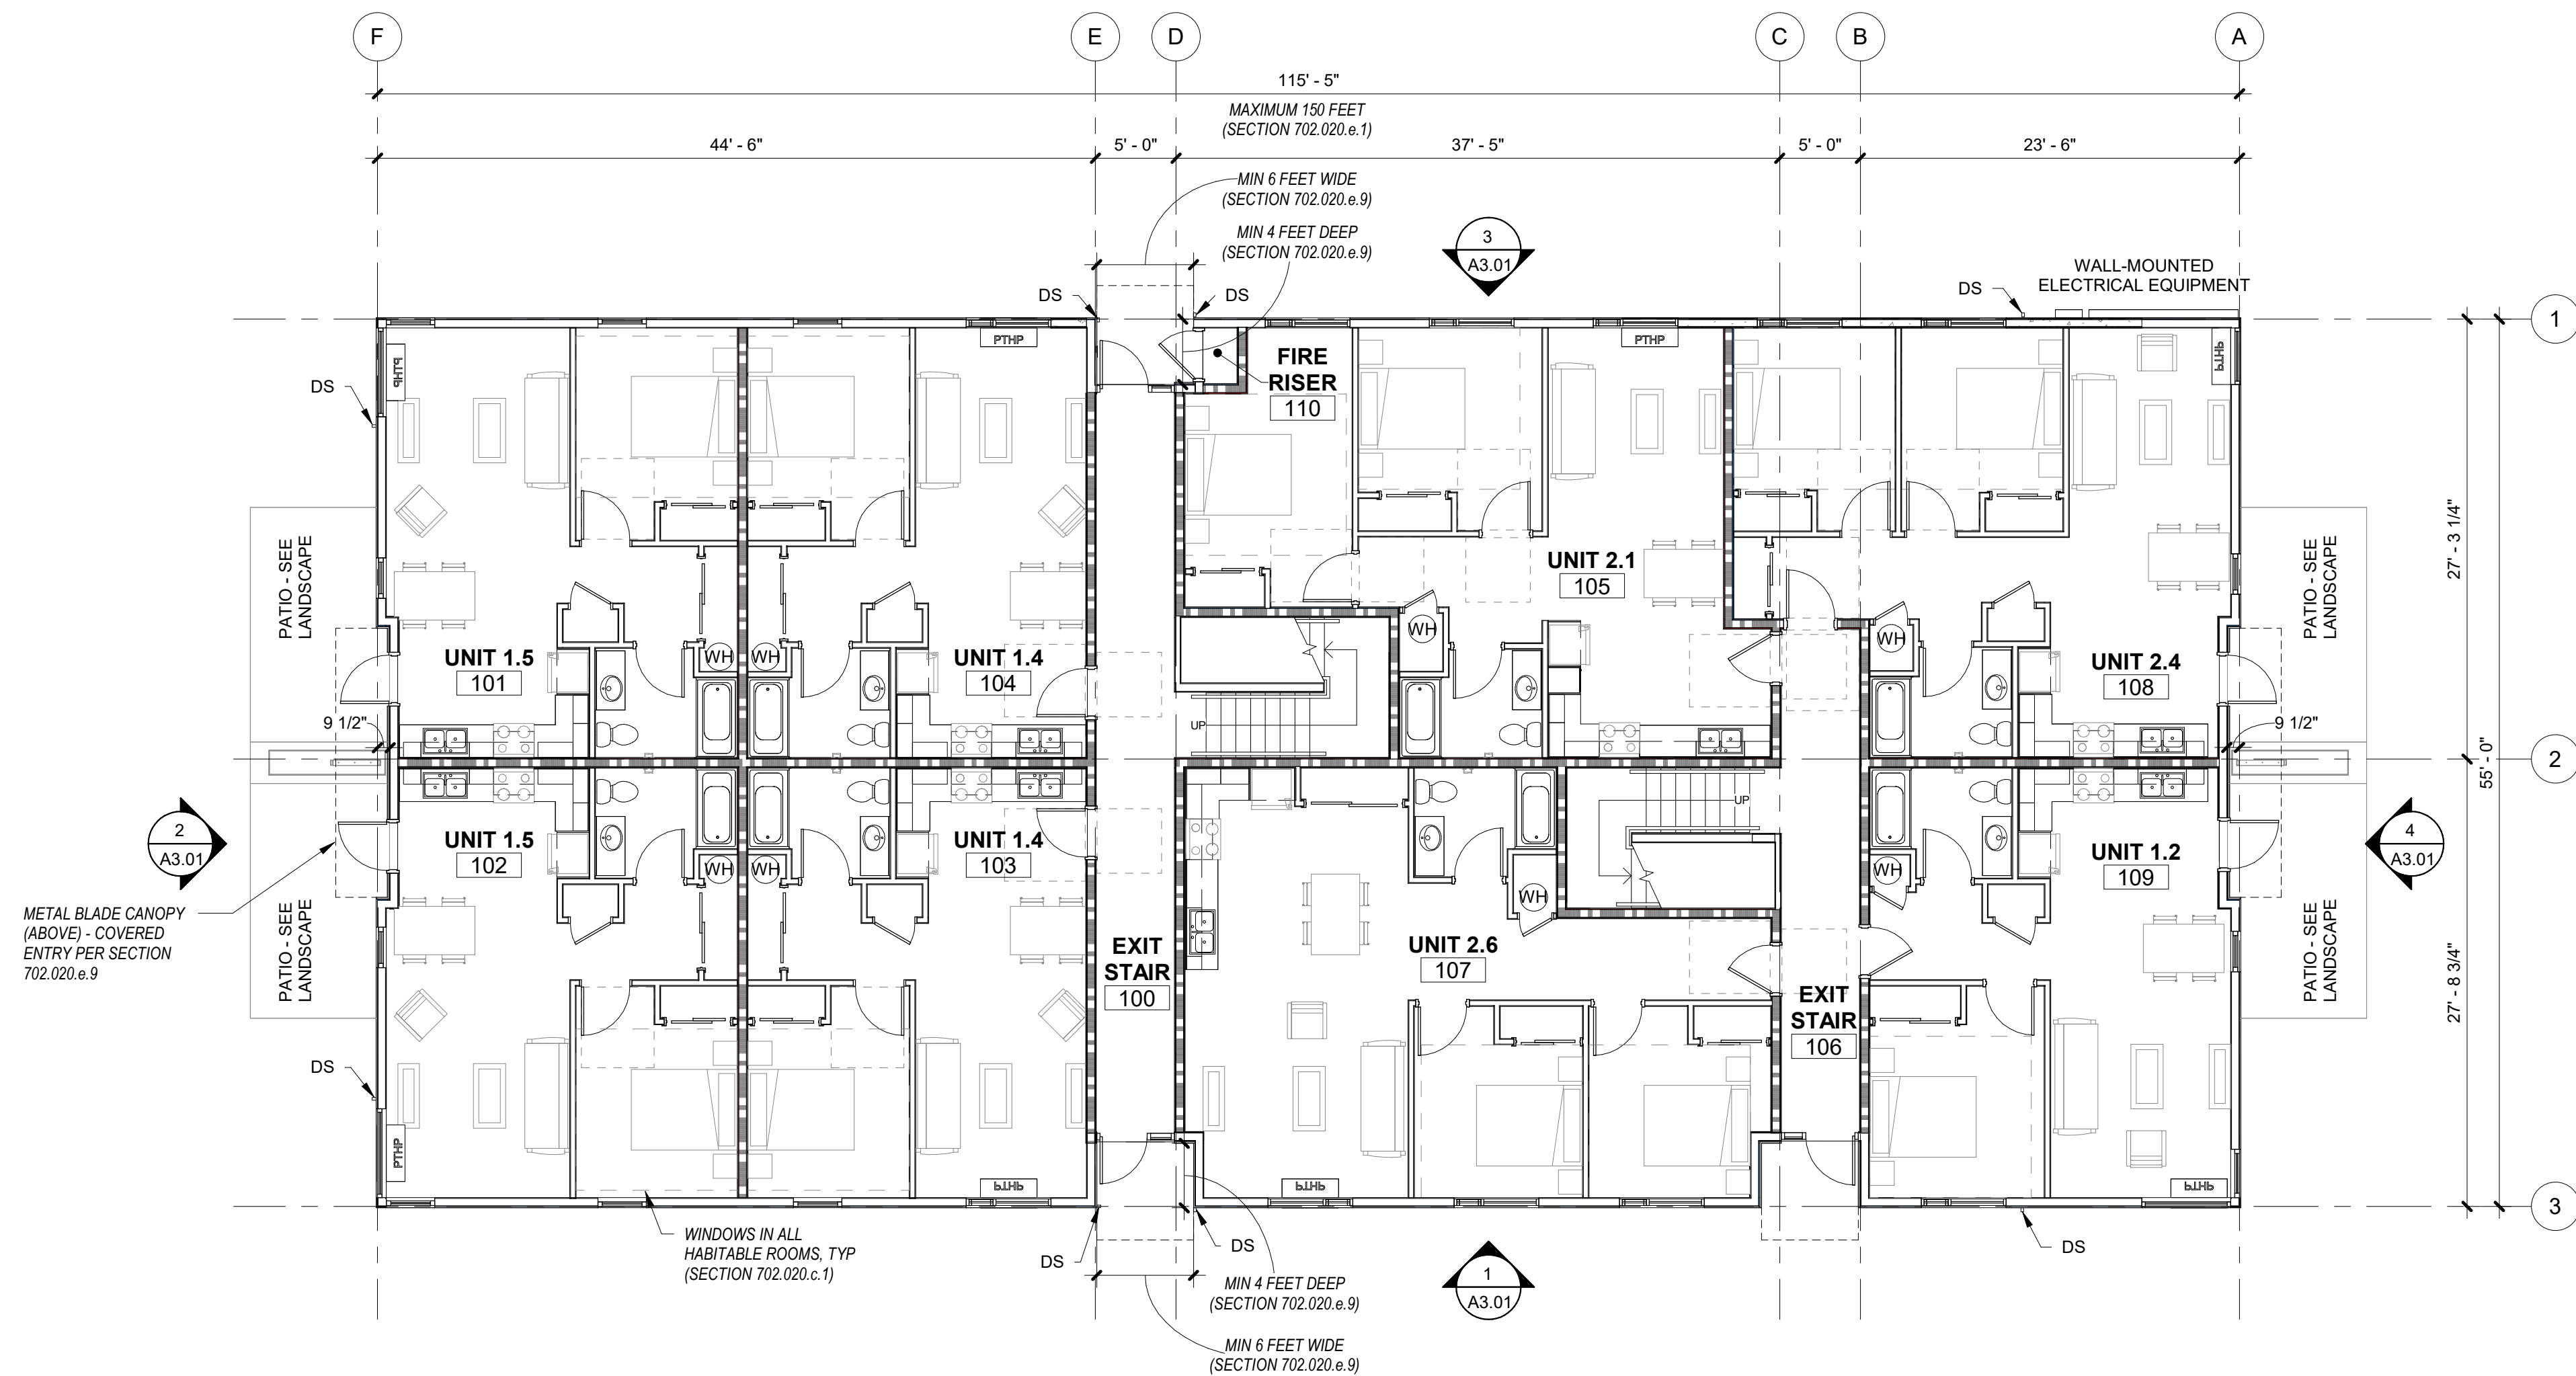 F
E
D
C
B
A
115' - 5"
MAXIMUM 150 FEET
(SECTION 702.020.e.1)
44' - 6"
5' - 0"
37' - 5"
5' - 0"
23' - 6"
MIN 6 FEET WIDE
(SECTION 702.020.e.9)
MIN 4 FEET DEEP
(SECTION 702.020.e.9)
3
A3.01
WALL-MOUNTED
ELECTRICAL EQUIPMENT
DS
DS
DS
1
PTHP
PTHP
PTHP
PTHP
FIRE
RISER
110
DS
27' - 3 1/4"
PATIO - SEE
LANDSCAPE
UNIT 2.1
105
PATIO - SEE
LANDSCAPE
WH
WH
WH
WH
UNIT 1.5
101
UNIT 1.4
104
UNIT 2.4
108
9 1/2"
UP
9 1/2"
2
55' - 0"
UP
2
A3.01
UNIT 1.5
102
UNIT 1.4
103
UNIT 1.2
109
4
A3.01
WH
WH
WH
WH
METAL BLADE CANOPY
(ABOVE) - COVERED
ENTRY PER SECTION
702.020.e.9
PATIO - SEE
LANDSCAPE
EXIT
STAIR
100
UNIT 2.6
107
EXIT
STAIR
106
PATIO - SEE
LANDSCAPE
27' - 8 3/4"
DS
PTHP
PTHP
PTHP
PTHP
3
WINDOWS IN ALL
HABITABLE ROOMS, TYP
(SECTION 702.020.c.1)
DS
DS
DS
1
A3.01
MIN 4 FEET DEEP
(SECTION 702.020.e.9)
MIN 6 FEET WIDE
(SECTION 702.020.e.9)